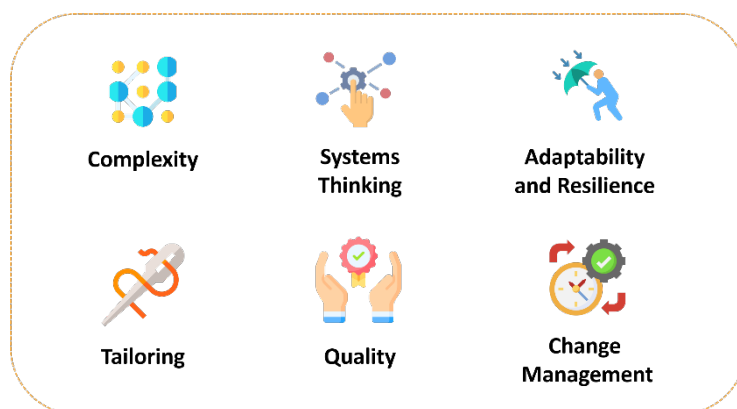 Complexity
Systems
Thinking
Adaptability
and Resilience
Tailoring
Quality
Change
Management